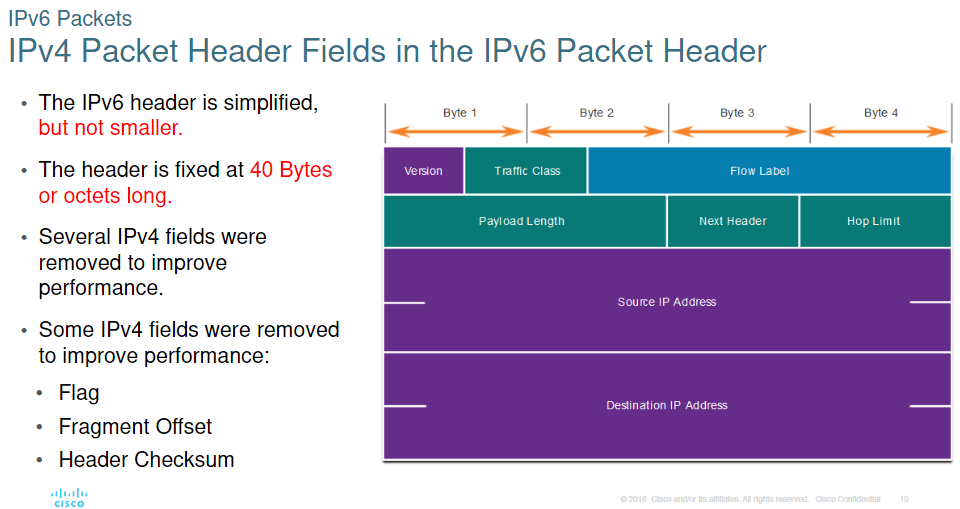 IPv6 Packets
IPv4 Packet Header Fields in the IPv6 Packet Header
• The IPv6 header is simplified,
but not smaller.
• The header is fixed at 40 Bytes
or octets long.
• Several IPv4 fields were
removed to improve
performance.
• Some IPv4 fields were removed
to improve performance:
• Flag
• Fragment Offset
• Header Checksum
Byte 1 Byte 2 Byte 3 Byte 4
Version Traffic Class Flow Label
Payload Length Next Header Hop Limit
Source IP Address
Destination IP Address
CISCO
© 2016 Cisco and/or its affiliates. All rights reserved. Cisco Confidential 19